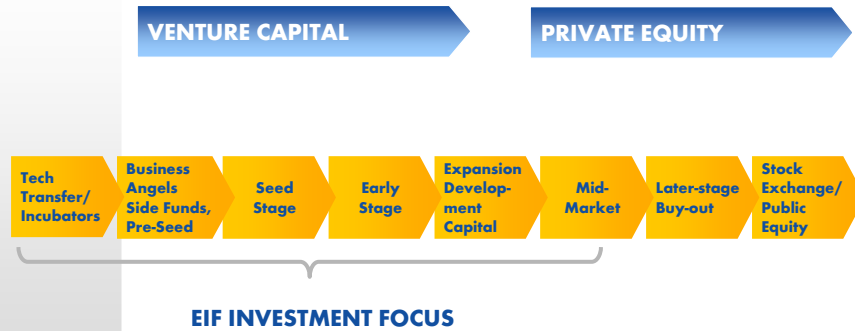 VENTURE CAPITAL
PRIVATE EQUITY
Tech
Transfer/
Incubators
Business
Angels
Side Funds,
Pre-Seed
Seed
Stage
Early
Stage
Expansion
Develop-
ment
Capital
Mid-
Market
Later-stage
Buy-out
Stock
Exchange/
Public
Equity
EIF INVESTMENT FOCUS